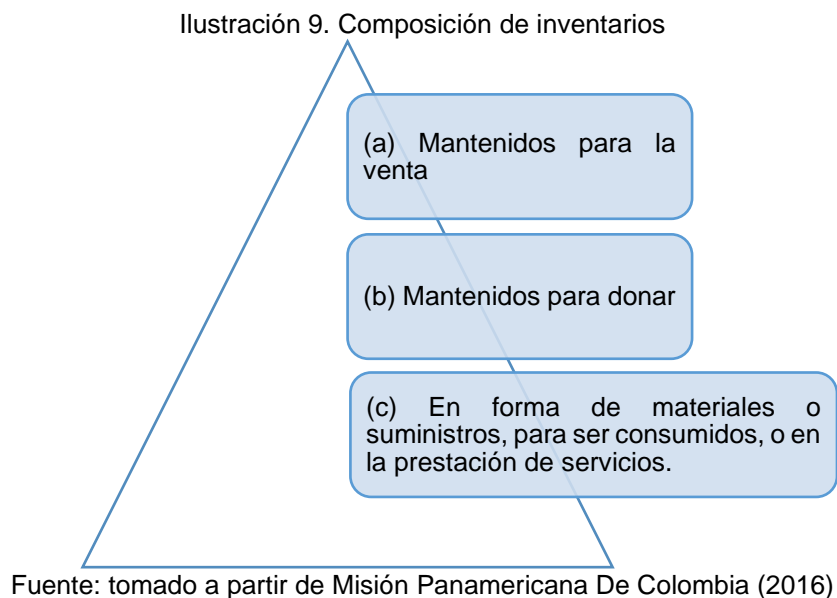 Ilustración 9. Composición de inventarios
(a) Mantenidos para la
venta
(b) Mantenidos para donar
(c) En forma de materiales o
suministros, para ser consumidos, o en
la prestación de servicios.
Fuente: tomado a partir de Misión Panamericana De Colombia (2016)